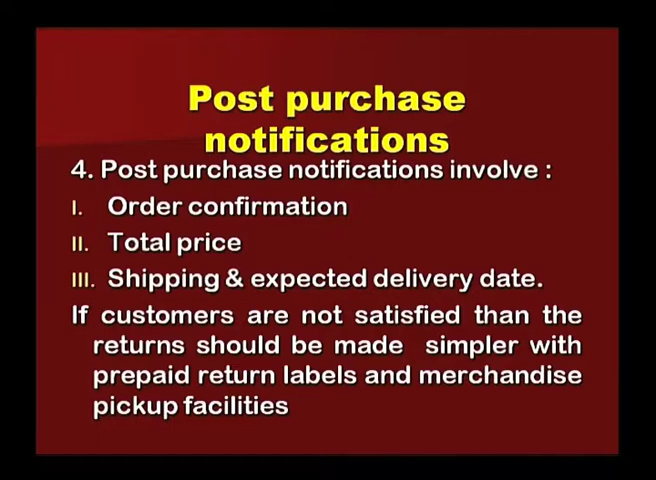 Post purchase
notifications
4. Post purchase notifications involve :
I. Order confirmation
II. Total price
III. Shipping & expected delivery date.
If customers are not satisfied than the
returns should be made simpler with
prepaid return labels and merchandise
pickup facilities